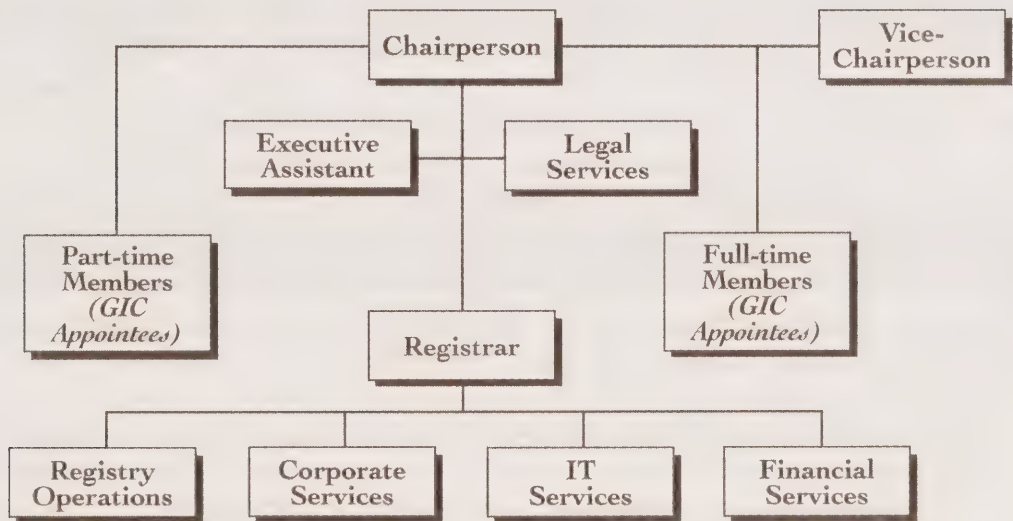 Chairperson
Vice-
Chairperson
Executive
Assistant
Legal
Services
Part-time
Members
(GIC
Appointees)
Full-time
Members
(GIC
Appointees)
Registrar
Registry
Operations
Corporate
Services
IT
Services
Financial
Services